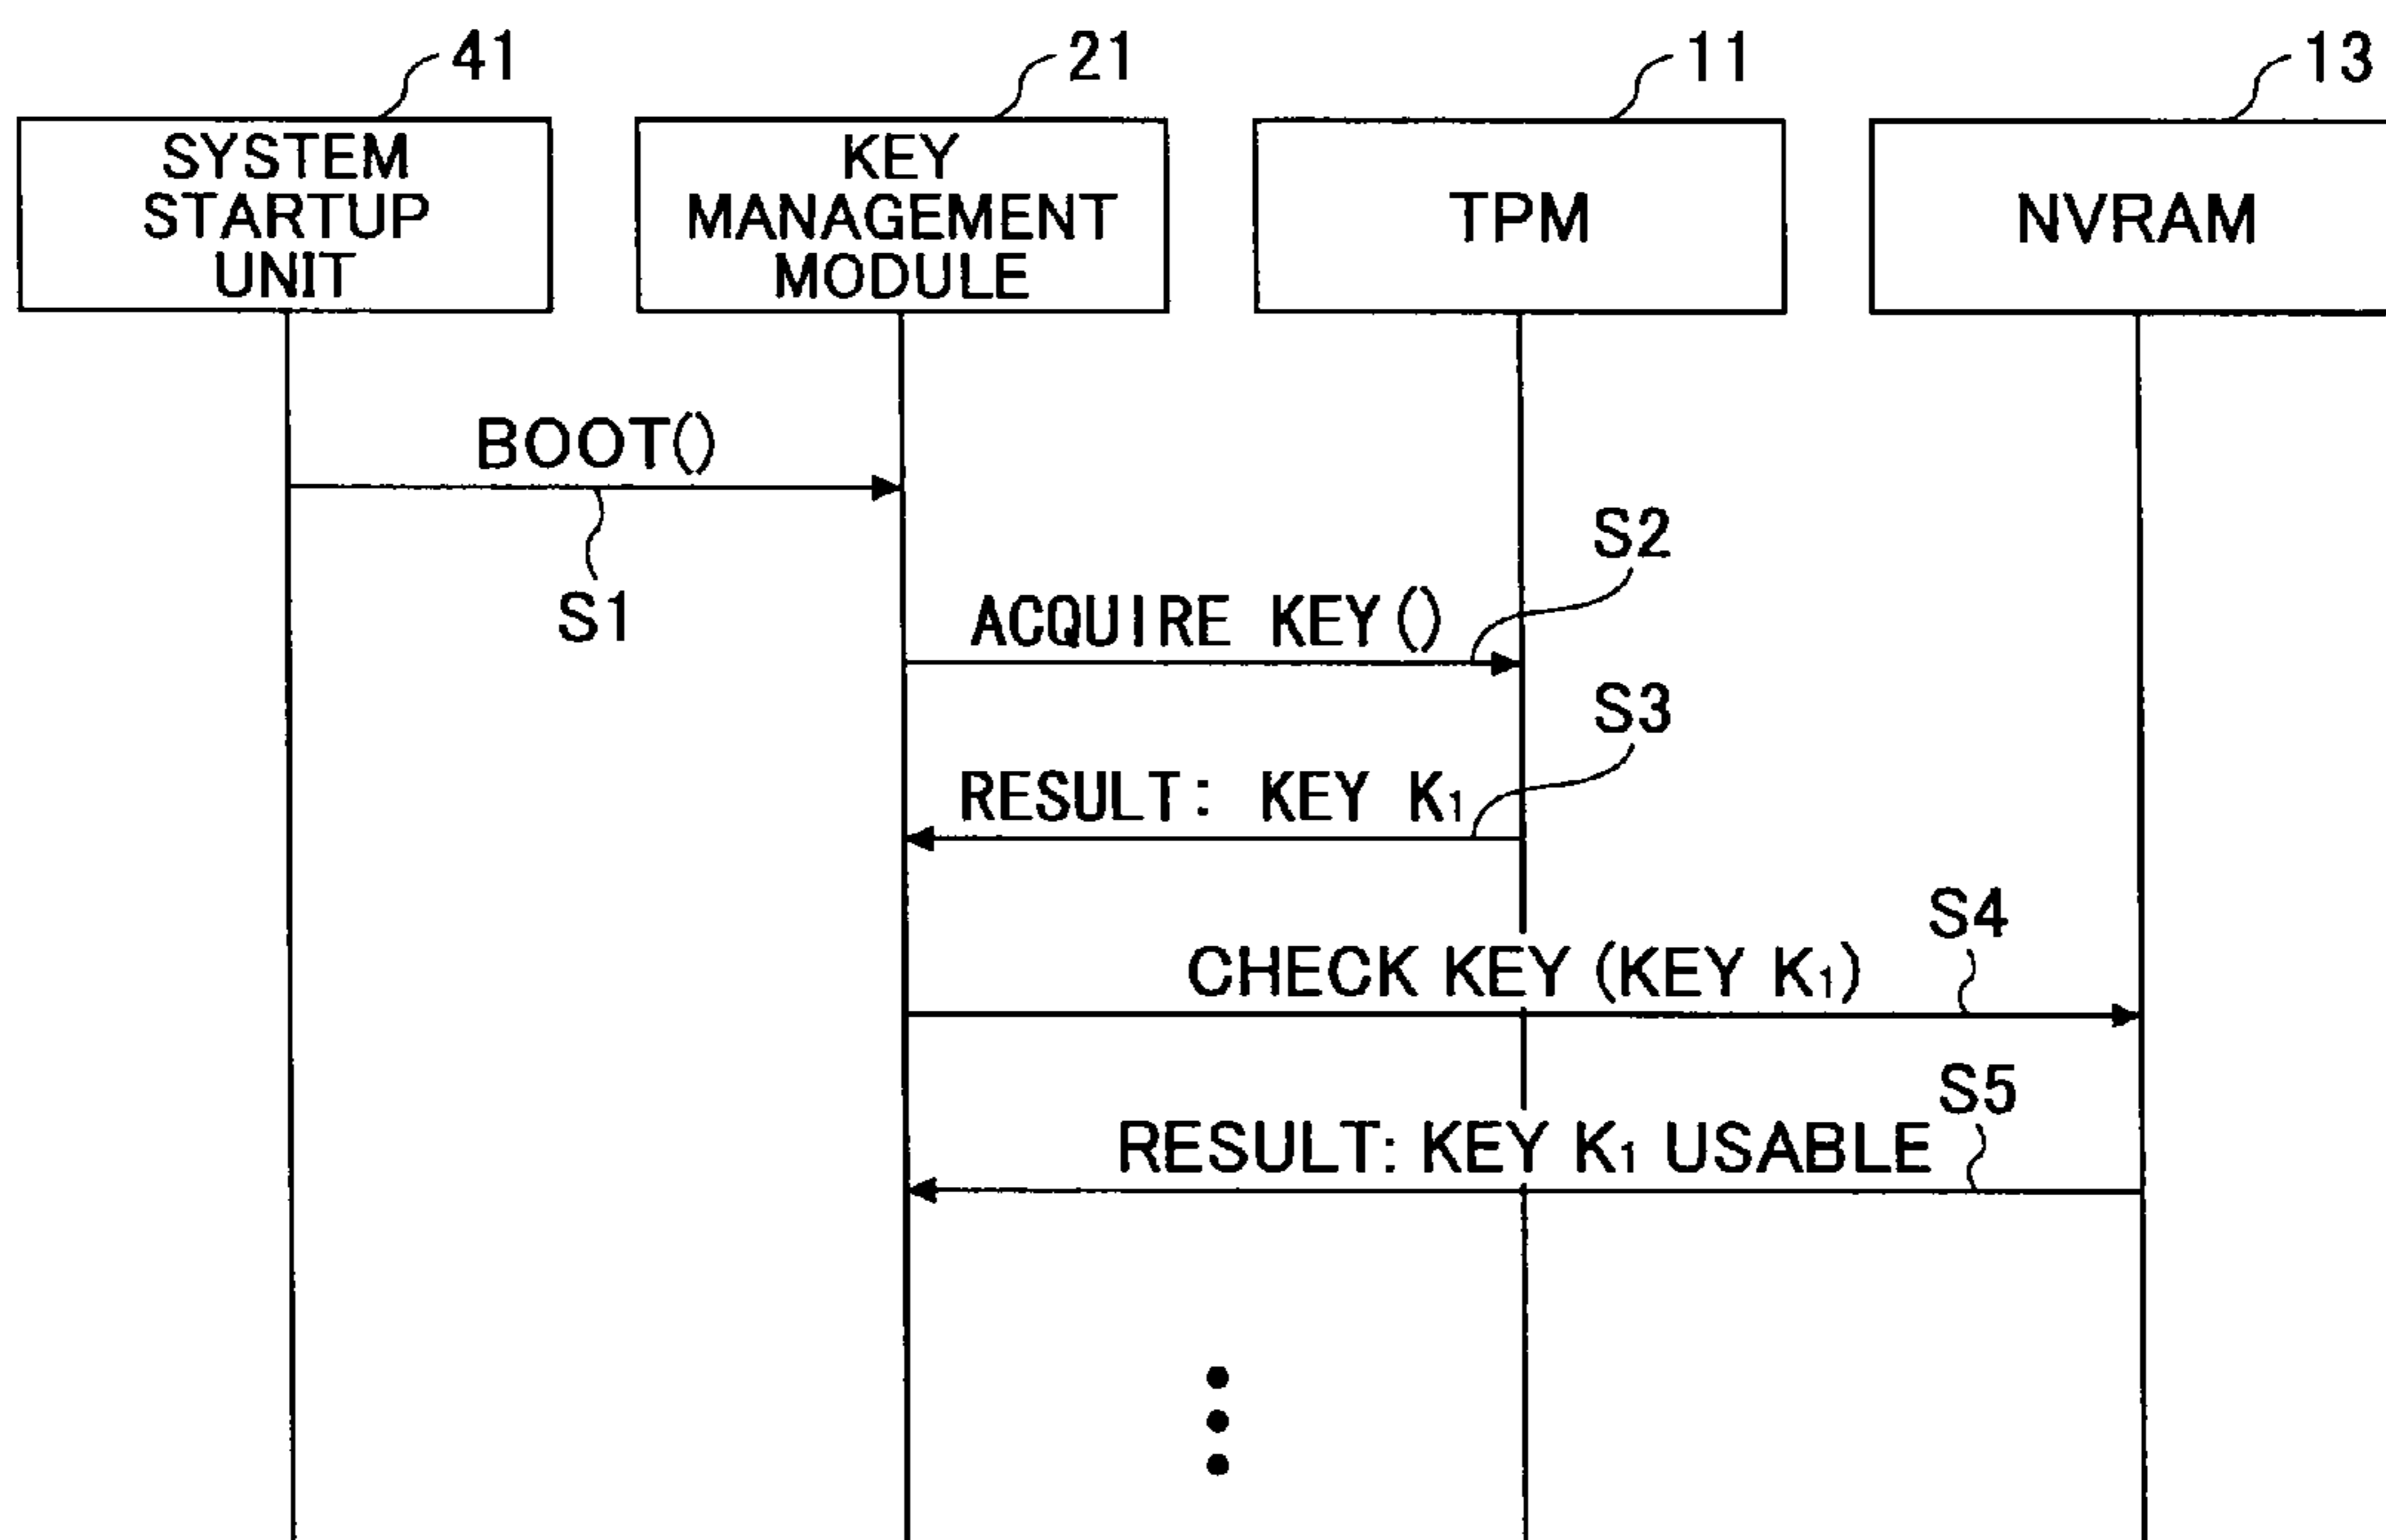 41
21
11
13
SYSTEM
STARTUP
UNIT
KEY
MANAGEMENT
MODULE
TPM
NVRAM
BOOT()
S1
S2
ACQUIRE KEY()
S3
RESULT: KEY K₁
S4
CHECK KEY (KEY K₁)
S5
RESULT: KEY K₁ USABLE